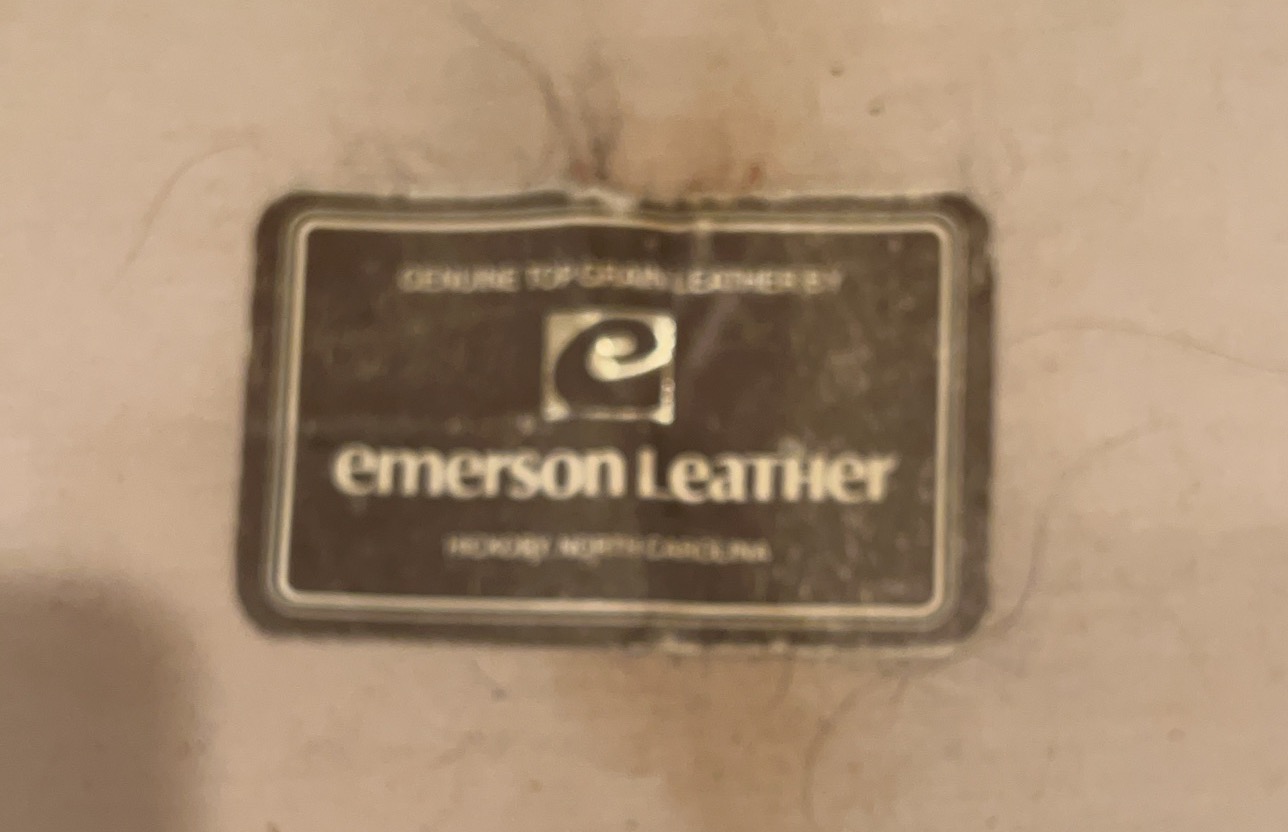 GENUINE TOP GRAIN LEATHER BY
e
emerson Leather
HICKORY, NORTH CAROLINA